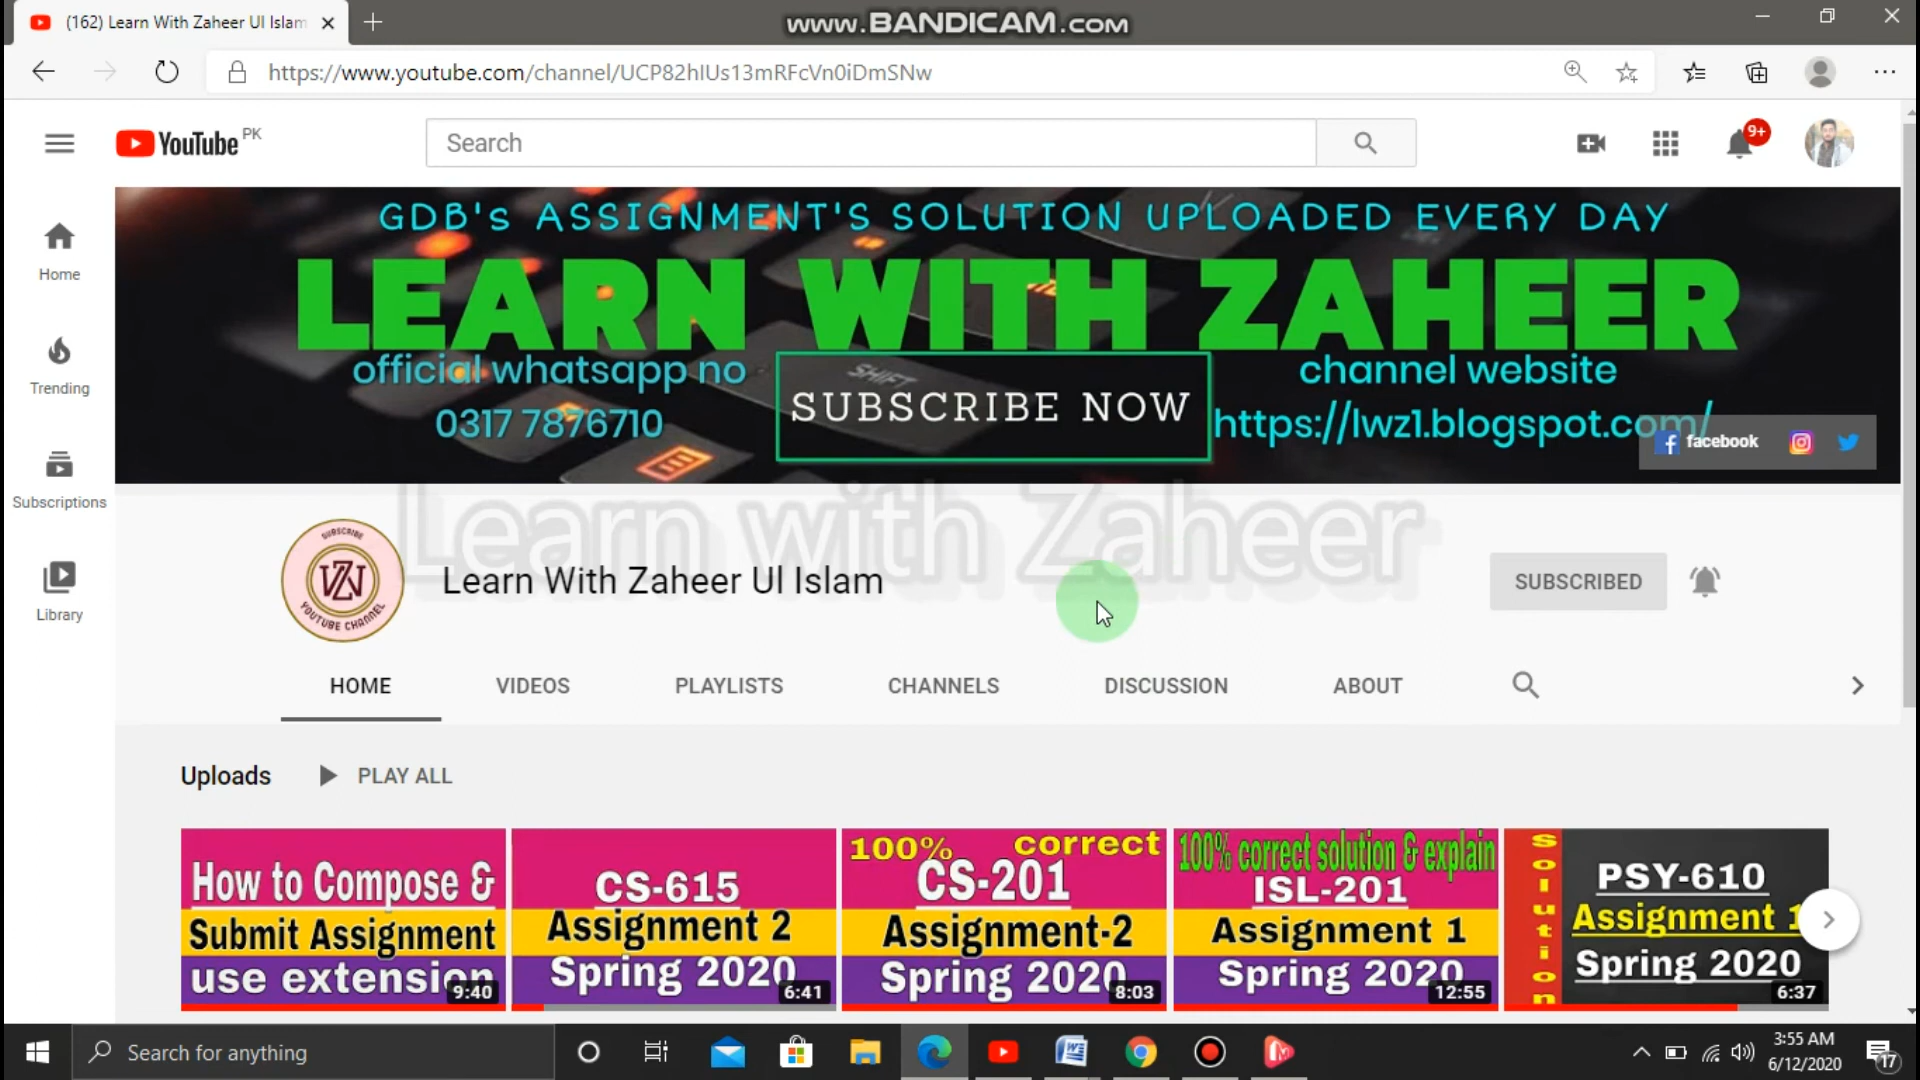 (162) Learn With Zaheer Ul Islam
www.BANDICAM.com
https://www.youtube.com/channel/UCP82hIUs13mRFcVn0iDmSNw
YouTube PK
Search
9+
Home
Trending
Subscriptions
Library
GDB's ASSIGNMENT'S SOLUTION UPLOADED EVERY DAY
LEARN WITH ZAHEER
official whatsapp no
0317 7876710
SHIFT
SUBSCRIBE NOW
channel website
https://lwz1.blogspot.com/
facebook
Learn with Zaheer
SUBSCRIBE
YOUTUBE CHANNEL
Learn With Zaheer Ul Islam
SUBSCRIBED
HOME VIDEOS PLAYLISTS CHANNELS DISCUSSION ABOUT
Uploads PLAY ALL
How to Compose &
Submit Assignment
use extension
9:40
CS-615
Assignment 2
Spring 2020
6:41
100% correct
CS-201
Assignment-2
Spring 2020
8:03
100% correct solution & explain
ISL-201
Assignment 1
Spring 2020
12:55
Solution
PSY-610
Assignment 1
Spring 2020
6:37
Search for anything
3:55 AM
6/12/2020
17